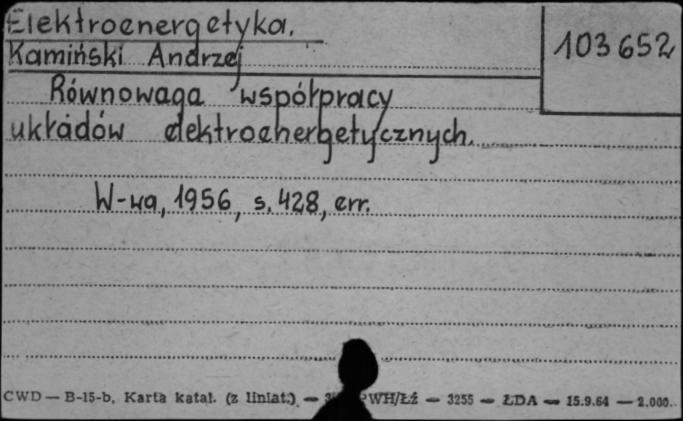 Elektroenergetyka.
103652
Kamiński Andrzej
Równowaga współpracy
układów elektroenergetycznych.
W-wa, 1956, s. 428, err.
CWD — B-15-b, Karta katal. (z liniat.) — PWH/Łź — 3255 — ŁDA — 15.9.64 — 2.000.